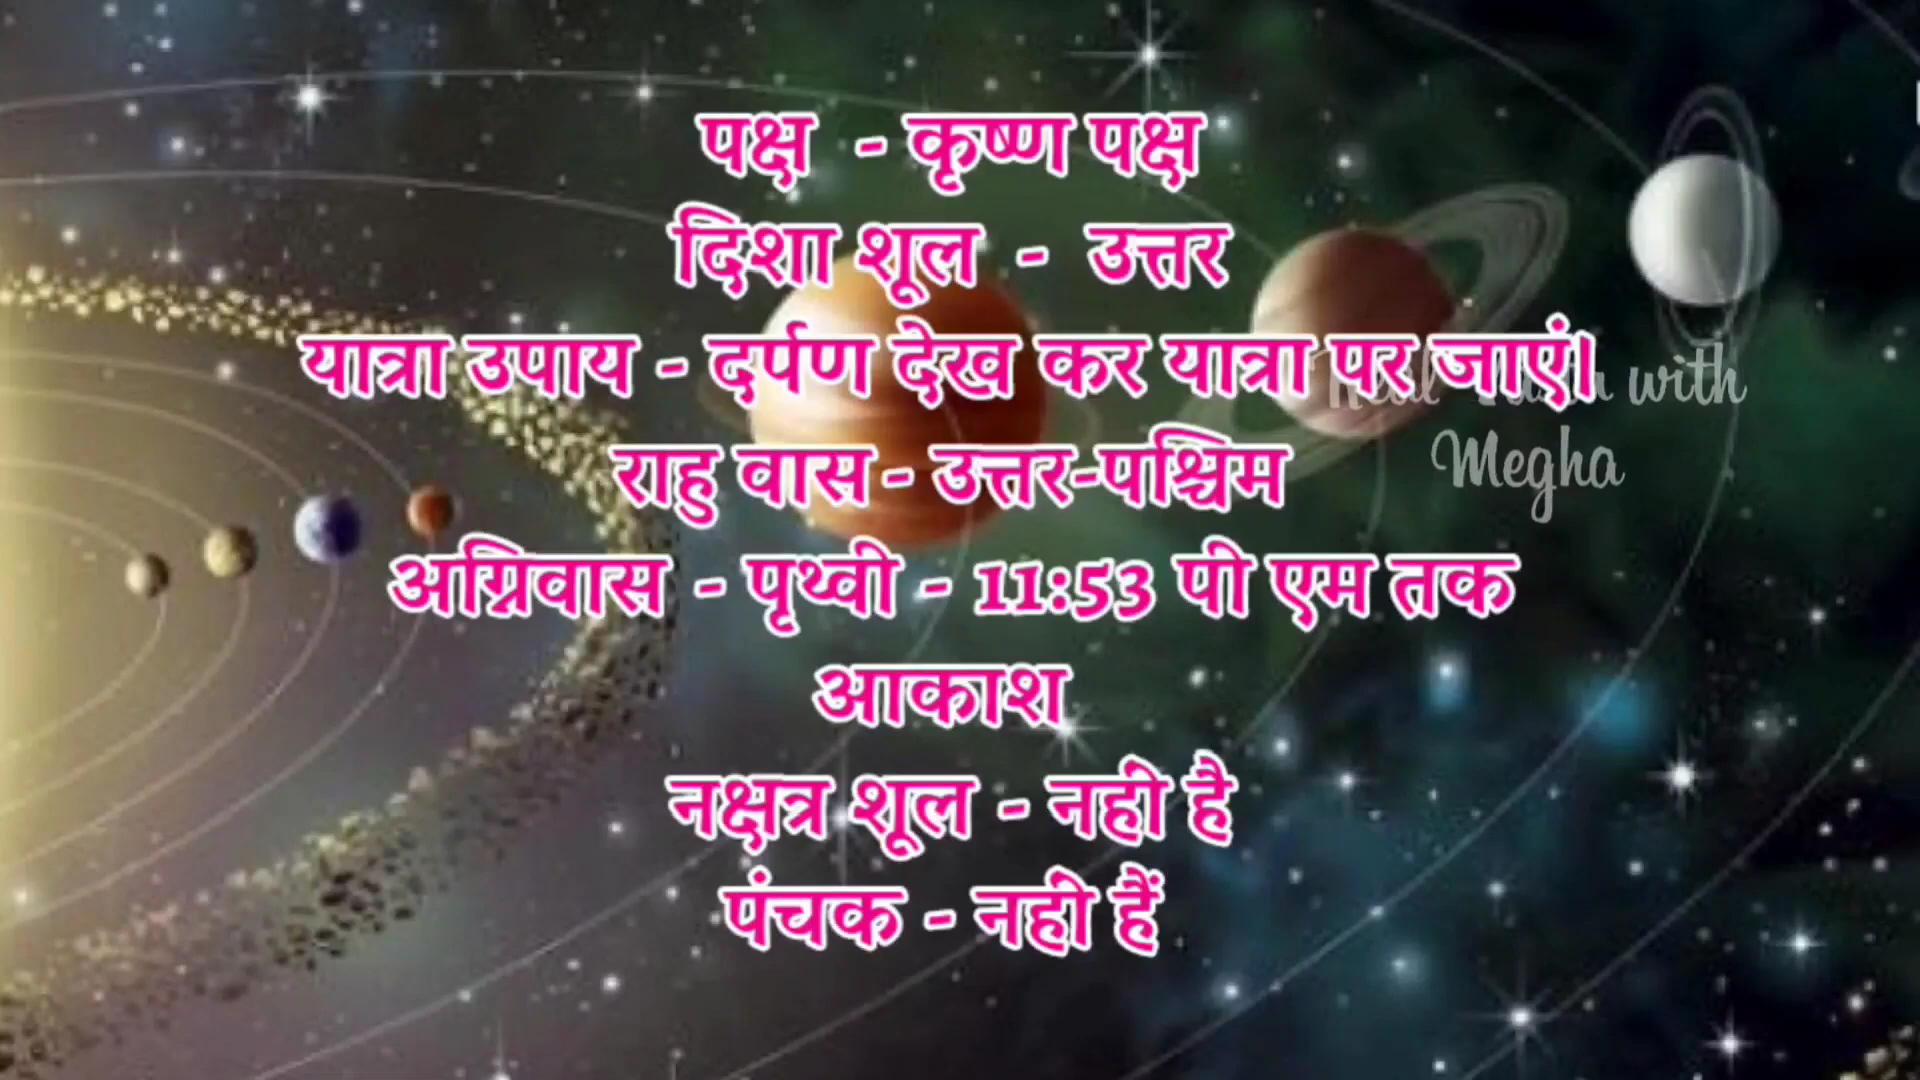 पक्ष - कृष्ण पक्ष
दिशा शूल - उत्तर
यात्रा उपाय - दर्पण देख कर यात्रा पर जाएं।
with
Megha
राहु वास - उत्तर-पश्चिम
अग्निवास - पृथ्वी - 11:53 पी एम तक
आकाश
नक्षत्र शूल - नही है
पंचक - नही हैं